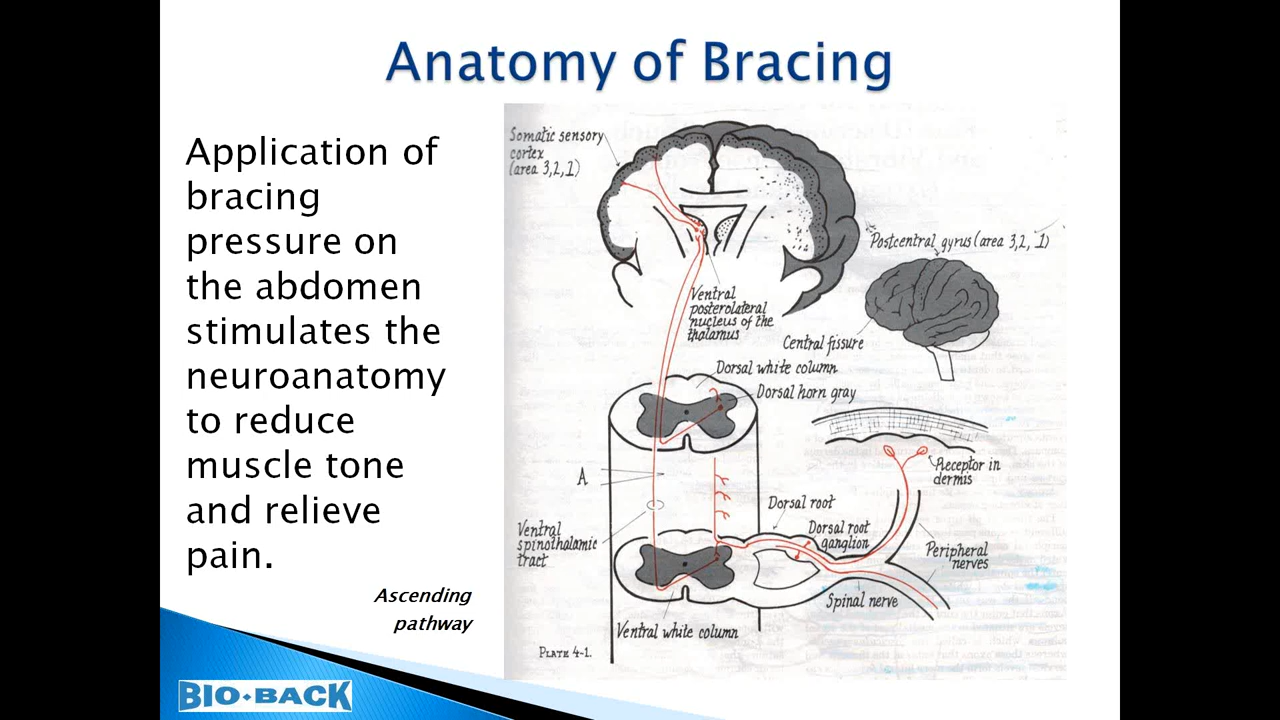 Anatomy of Bracing
Application of
bracing
pressure on
the abdomen
stimulates the
neuroanatomy
to reduce
muscle tone
and relieve
pain.
Ascending
pathway
BIO-BACK
Somatic sensory
cortex
(area 3,2,1)
Postcentral gyrus (area 3,2, 1)
Ventral
posterolateral
nucleus of the
thalamus
Central fissure
Dorsal white column
Dorsal horn gray
A
Receptor in
dermis
Dorsal root
Dorsal root
ganglion
Ventral
spinothalamic
tract
Peripheral
nerves
Spinal nerve
Ventral white column
PLATE 4-1.